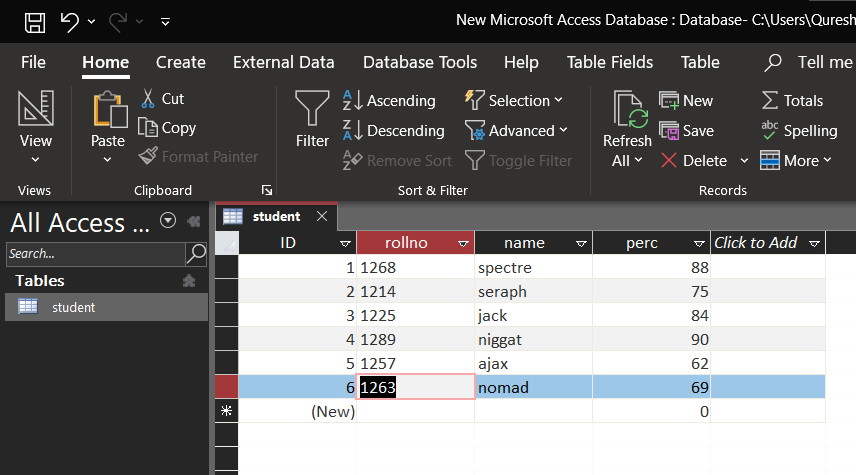 New Microsoft Access Database : Database- C:\Users\Quresh
File Home Create External Data Database Tools Help Table Fields Table Tell me
View Paste Cut Copy Format Painter Filter Ascending Descending Remove Sort Selection Advanced Toggle Filter Refresh All New Save Delete Totals Spelling More
Views Clipboard Sort & Filter Records
All Access ... student
Search...
Tables
student
ID rollno name perc Click to Add
1 1268 spectre 88
2 1214 seraph 75
3 1225 jack 84
4 1289 niggat 90
5 1257 ajax 62
6 1263 nomad 69
(New) 0